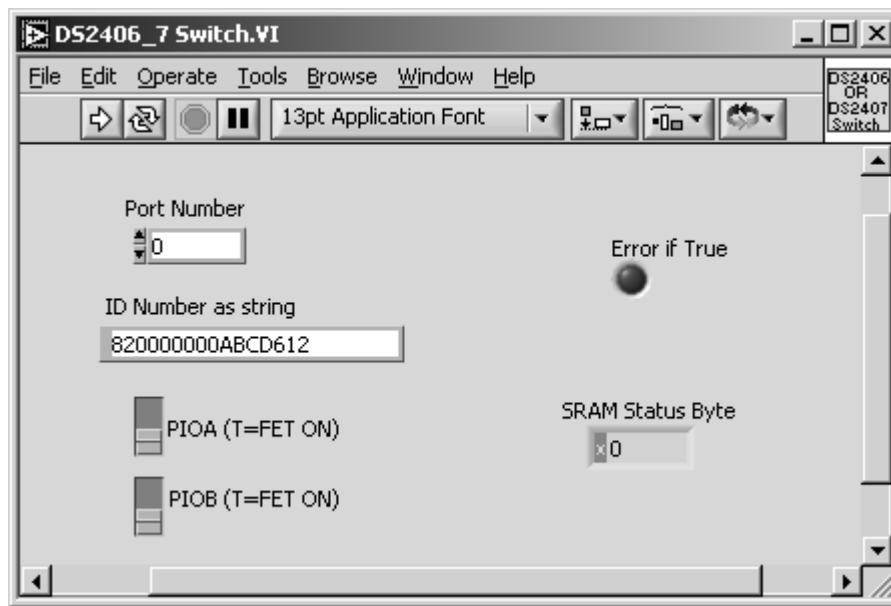 DS2406_7 Switch.VI
File Edit Operate Tools Browse Window Help
DS2406
OR
DS2407
Switch
13pt Application Font
Port Number
0
Error if True
ID Number as string
820000000ABCD612
PIOA (T=FET ON)
SRAM Status Byte
x 0
PIOB (T=FET ON)